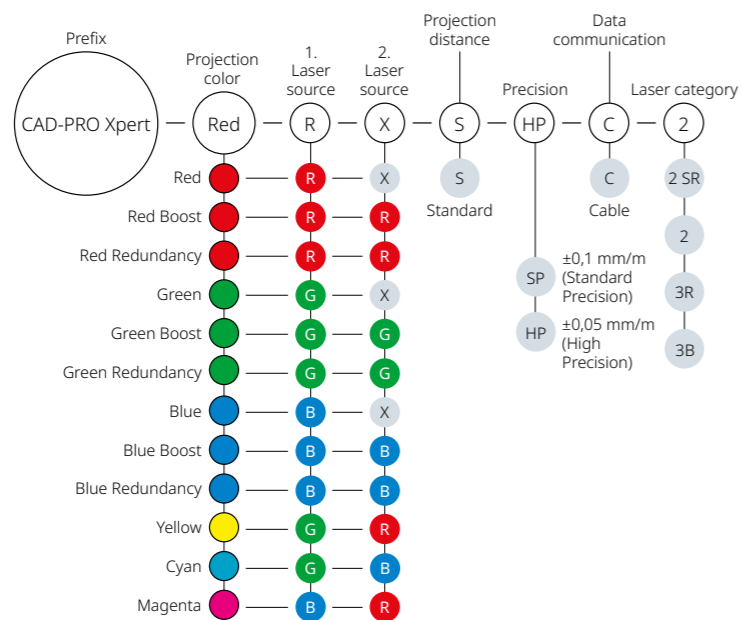 Prefix
Projection
color
1.
Laser
source
2.
Laser
source
Projection
distance
Precision
Data
communication
Laser category
CAD-PRO Xpert
Red
R
X
S
HP
C
2
Red
R
X
S
C
2 SR
Standard
Cable
Red Boost
R
R
2
Red Redundancy
R
R
SP
±0,1 mm/m
(Standard
Precision)
Green
G
X
3R
Green Boost
G
G
HP
±0,05 mm/m
(High
Precision)
3B
Green Redundancy
G
G
Blue
B
X
Blue Boost
B
B
Blue Redundancy
B
B
Yellow
G
R
Cyan
G
B
Magenta
B
R